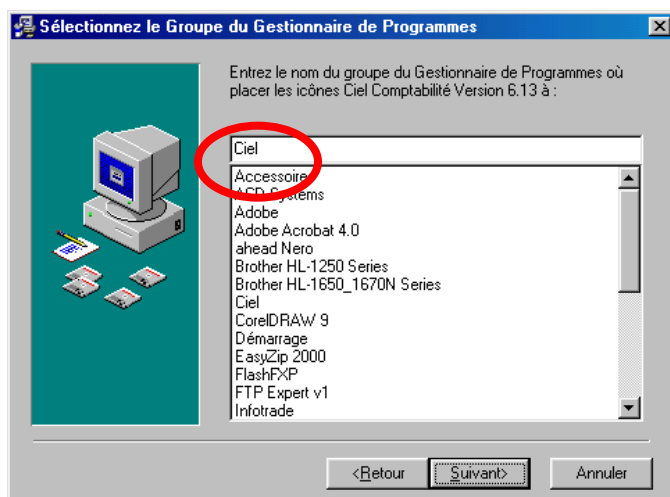 Sélectionnez le Groupe du Gestionnaire de Programmes
Entrez le nom du groupe du Gestionnaire de Programmes où
placer les icônes Ciel Comptabilité Version 6.13 à :
Ciel
Accessoires
ACD Systems
Adobe
Adobe Acrobat 4.0
ahead Nero
Brother HL-1250 Series
Brother HL-1650_1670N Series
Ciel
CorelDRAW 9
Démarrage
EasyZip 2000
FlashFXP
FTP Expert v1
Infotrade
<Retour
Suivant>
Annuler